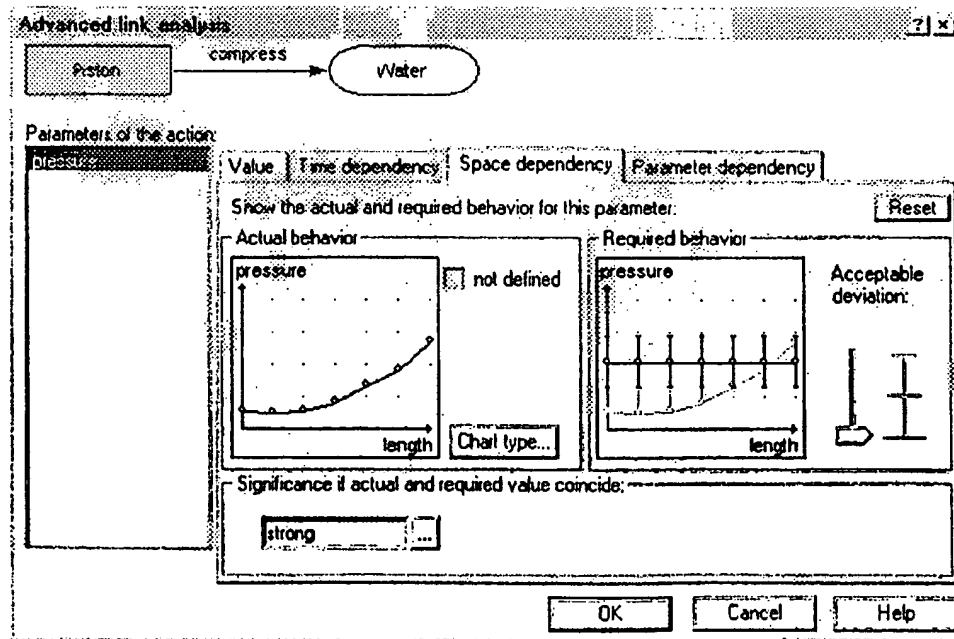 Advanced link analysis
? ×
compress
Piston
Water
Parameters of the action:
pressure
Value
Time dependency
Space dependency
Parameter dependency
Show the actual and required behavior for this parameter:
Reset
Actual behavior
pressure
not defined
length
Chart type...
Required behavior
pressure
length
Acceptable
deviation:
Significance if actual and required value coincide:
strong
...
OK
Cancel
Help